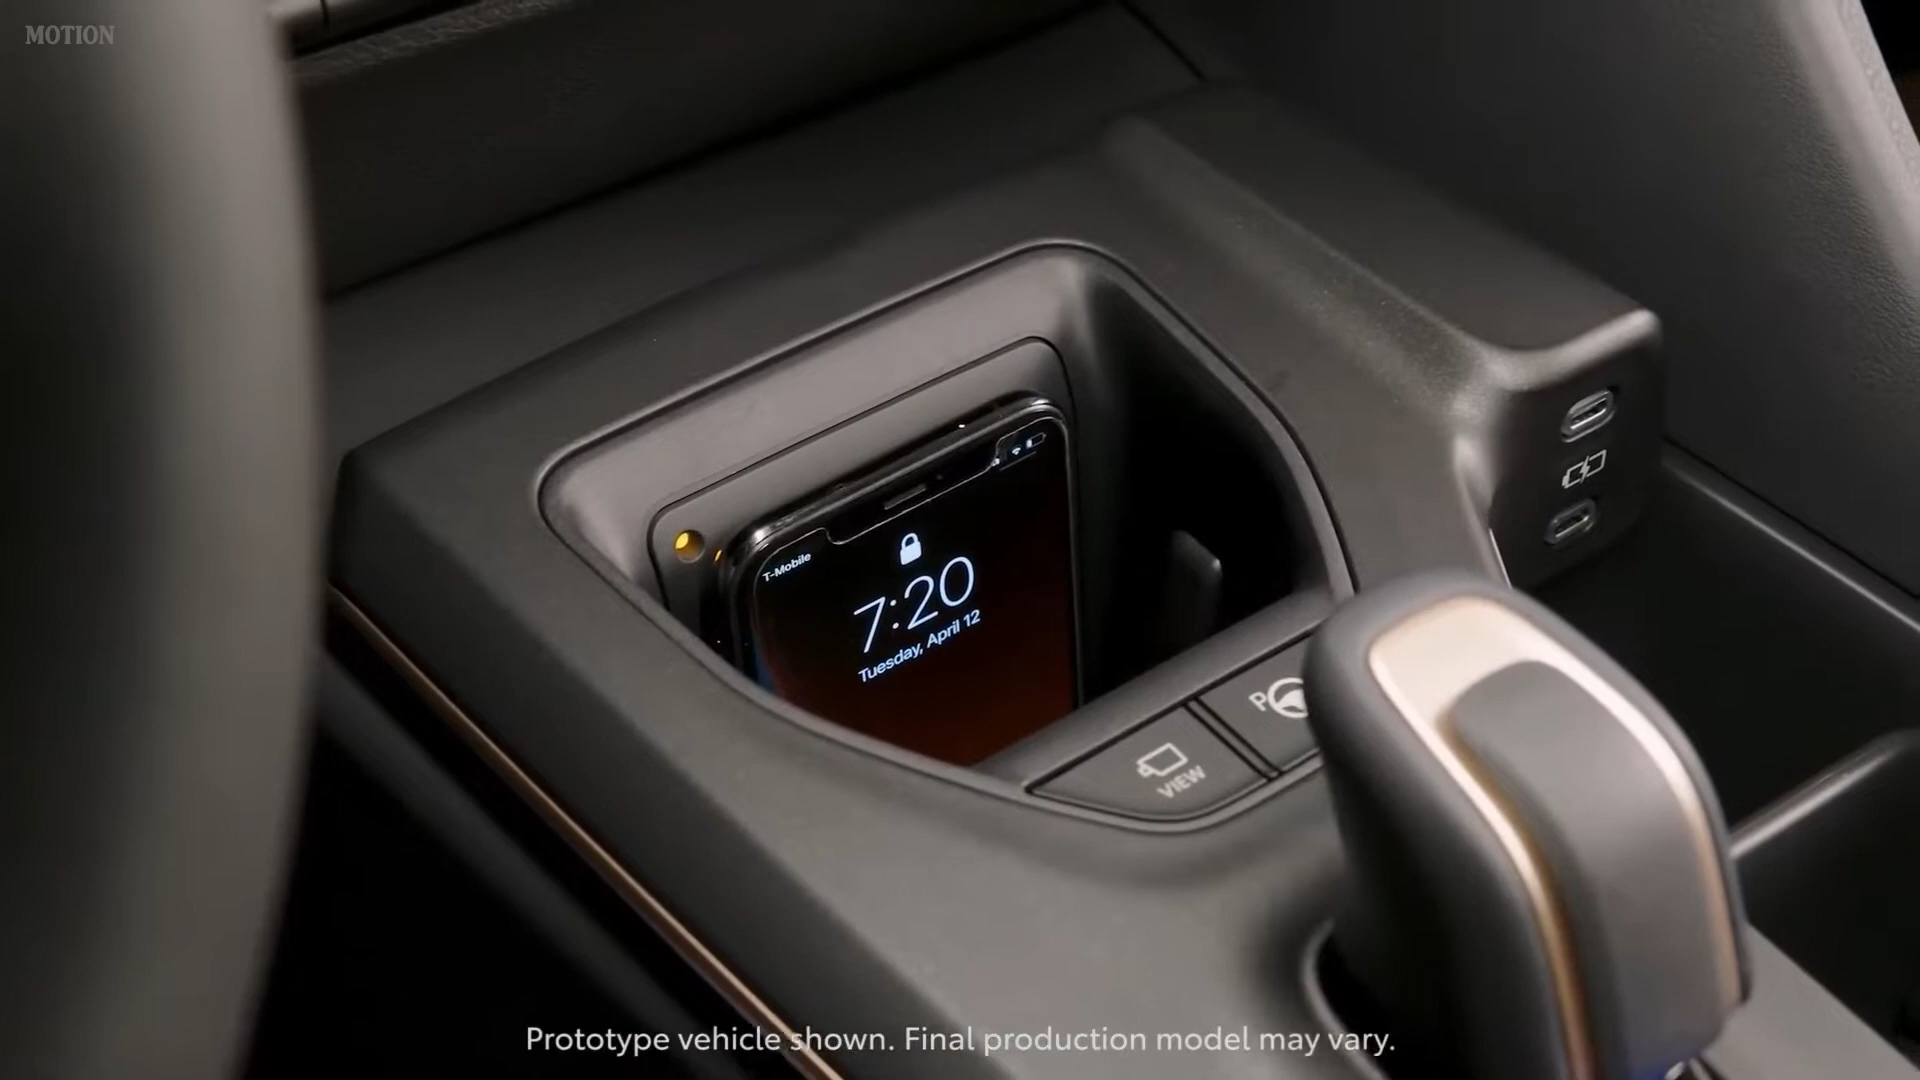 MOTION
T-Mobile
7:20
Tuesday, April 12
P
VIEW
Prototype vehicle shown. Final production model may vary.